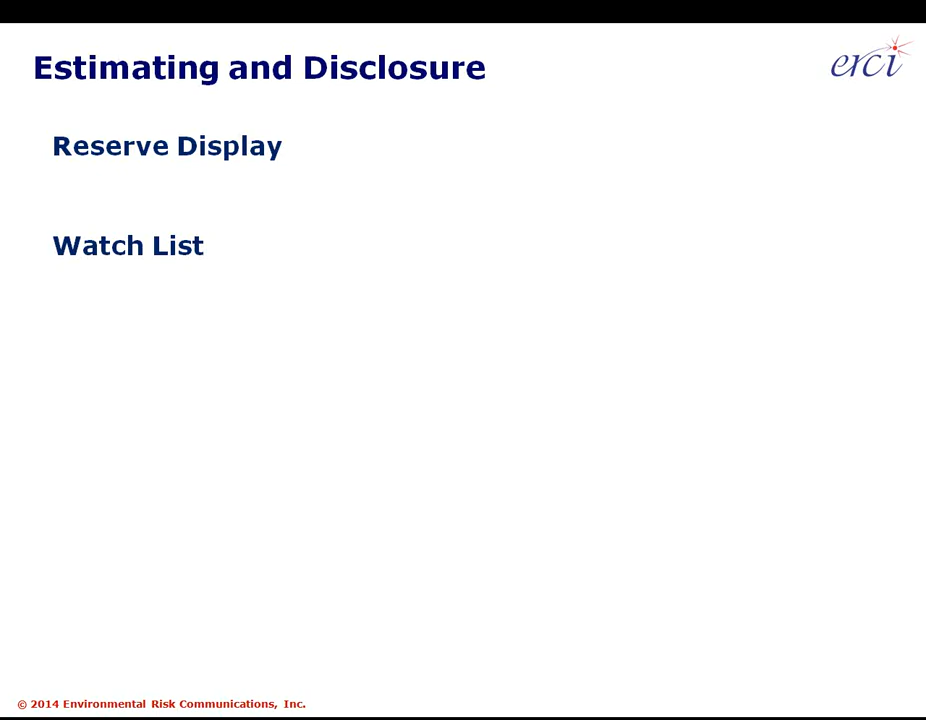 Estimating and Disclosure
erci
Reserve Display
Watch List
© 2014 Environmental Risk Communications, Inc.